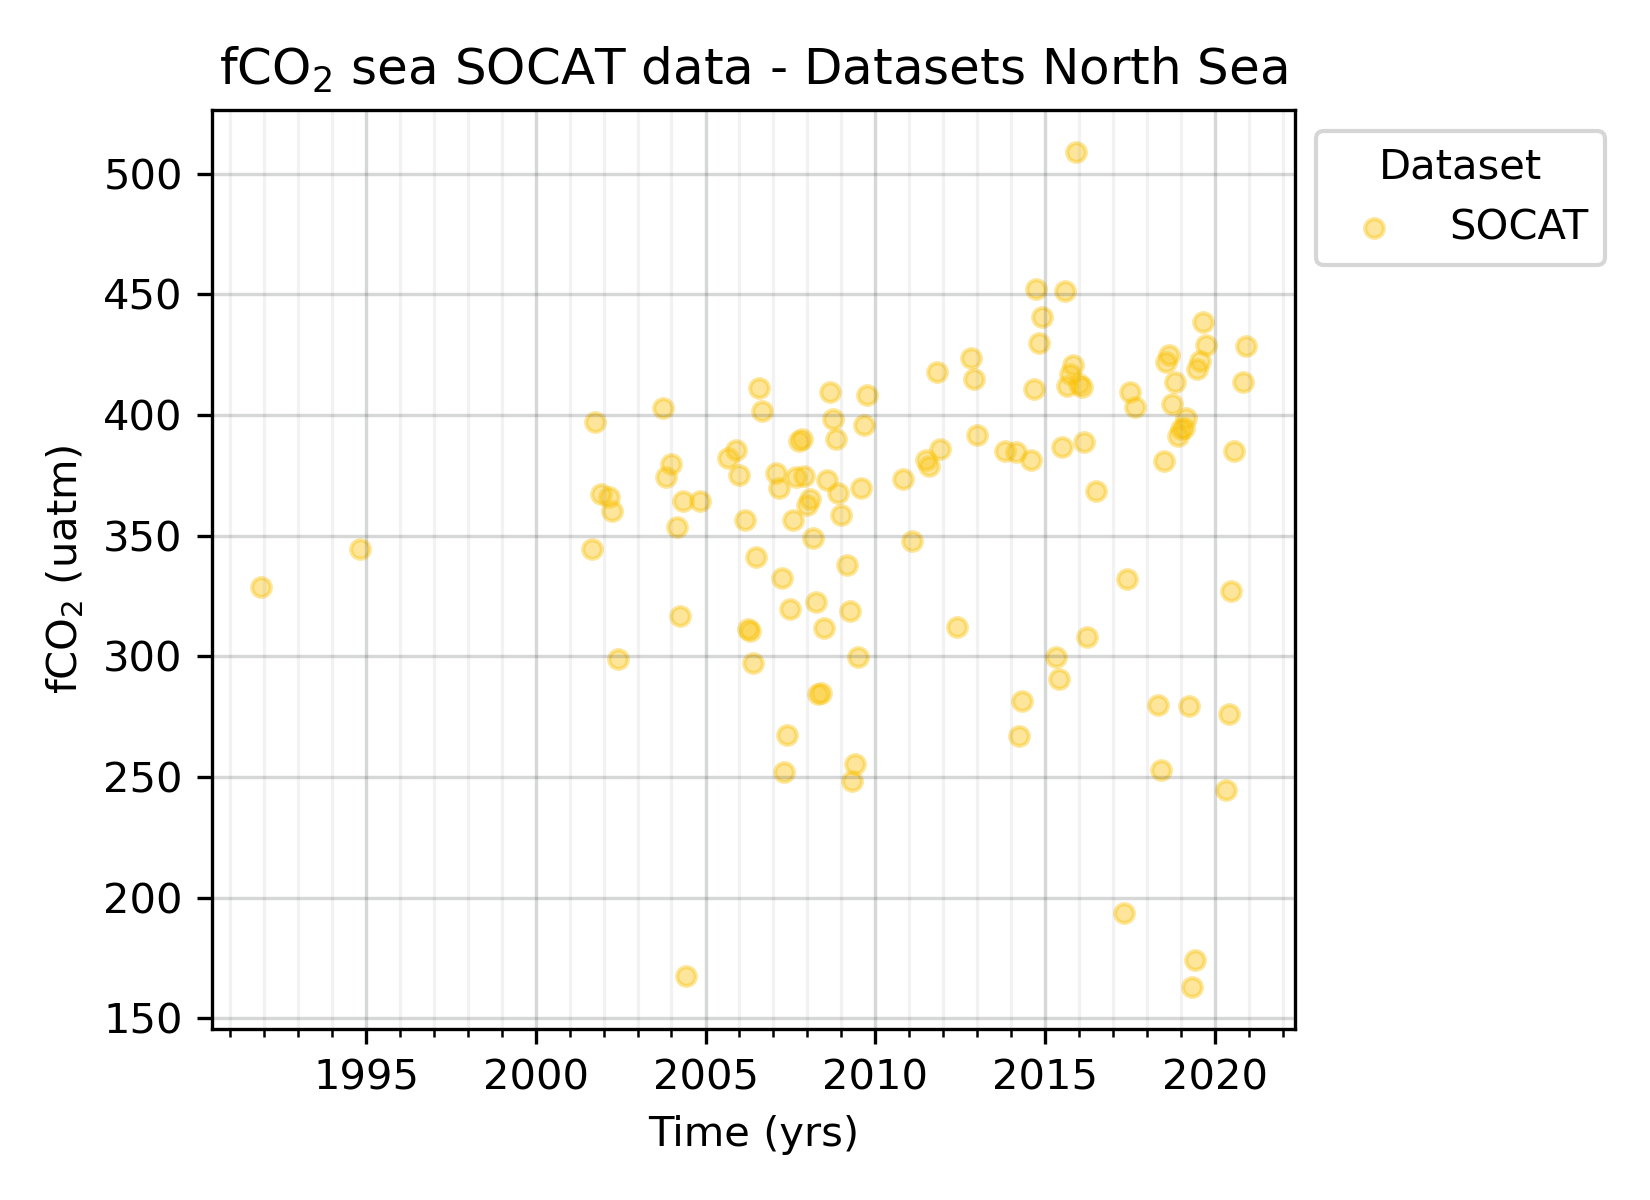 fCO₂ sea SOCAT data - Datasets North Sea
Dataset
SOCAT
fCO₂ (uatm)
500
450
400
350
300
250
200
150
1995 2000 2005 2010 2015 2020
Time (yrs)